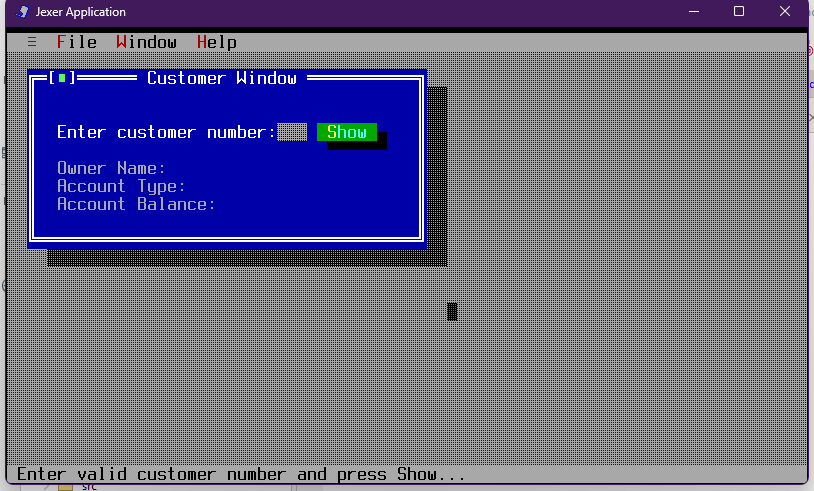 Jexer Application
File Window Help
Customer Window
Enter customer number: Show
Owner Name:
Account Type:
Account Balance:
Enter valid customer number and press Show...
src